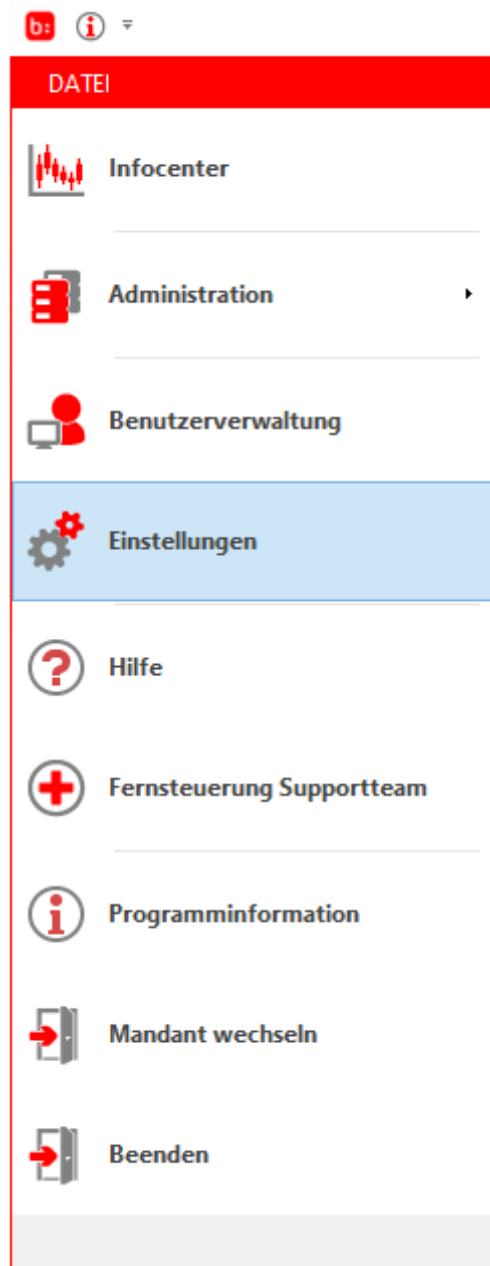 b:
DATEI
Infocenter
Administration
Benutzerverwaltung
Einstellungen
Hilfe
Fernsteuerung Supportteam
Programminformation
Mandant wechseln
Beenden